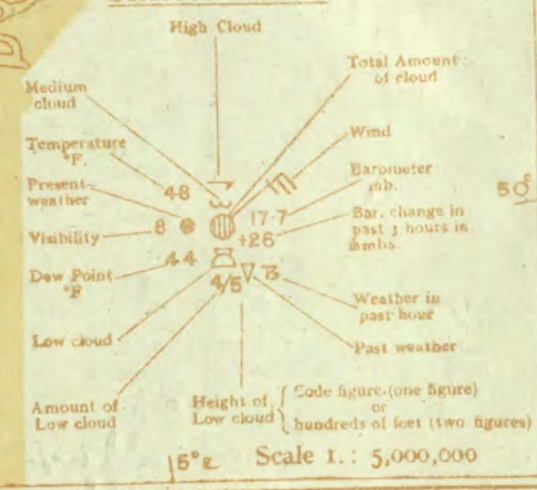 High Cloud
Total Amount
of cloud
Medium
cloud
Wind
Temperature
°F.
Barometer
mb.
Present
weather
48
50°
17.7
Bar. change in
past 3 hours in
Visibility
8
+26
Dew Point
°F
44
4/5
Weather in
past hour
Low cloud
Past weather
Amount of
Low cloud
Height of
Low cloud
Code figure (one figure)
or
hundreds of feet (two figures)
15°
Scale 1.: 5,000,000